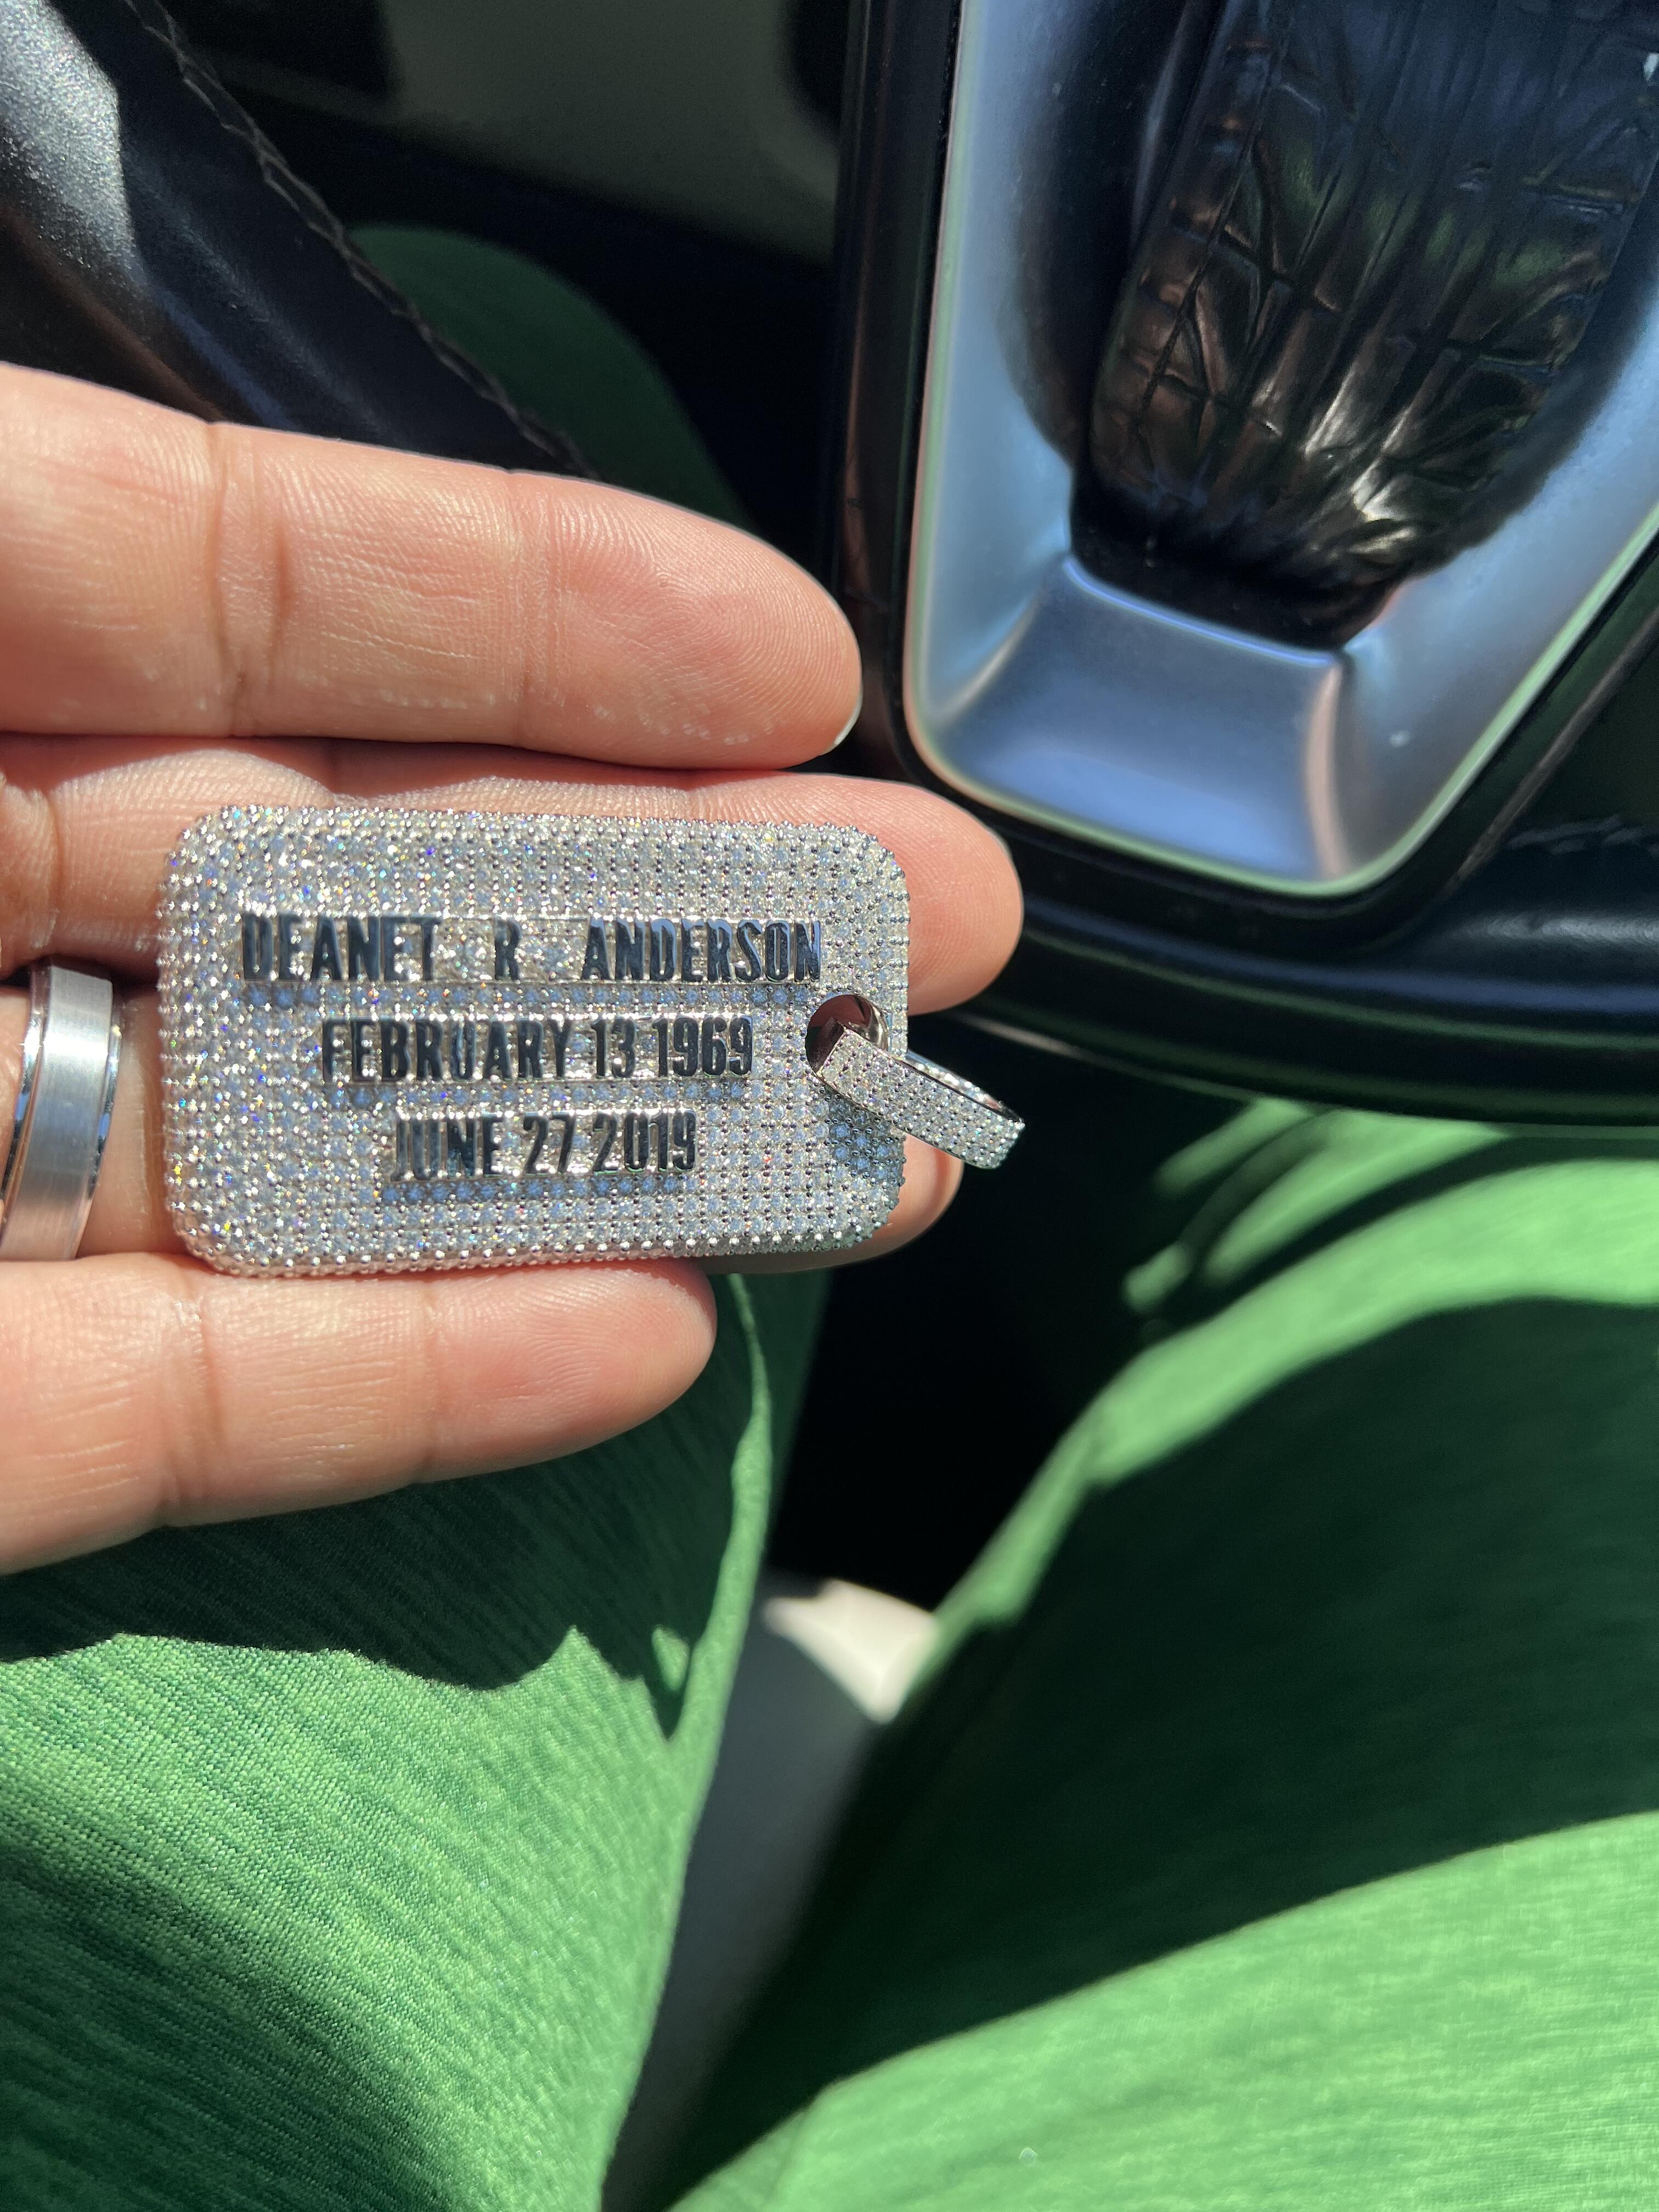 DEANET R ANDERSON
FEBRUARY 13 1969
JUNE 27 2019